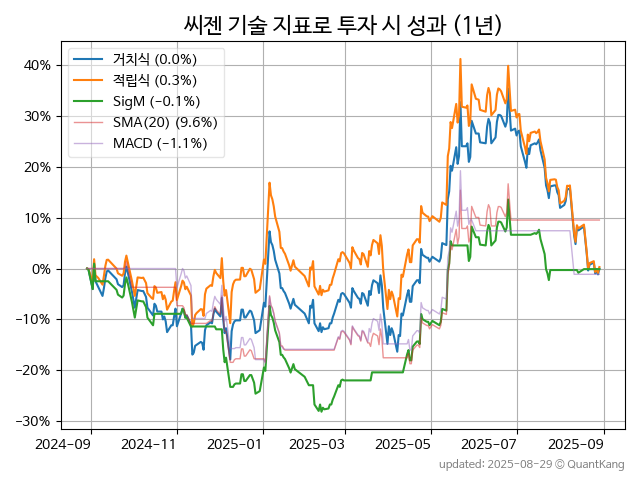 씨젠 기술 지표로 투자 시 성과 (1년)
거치식 (0.0%)
적립식 (0.3%)
SigM (−0.1%)
SMA(20) (9.6%)
MACD (−1.1%)
40%
30%
20%
10%
0%
−10%
−20%
−30%
2024-09
2024-11
2025-01
2025-03
2025-05
2025-07
2025-09
updated: 2025-08-29 © QuantKang